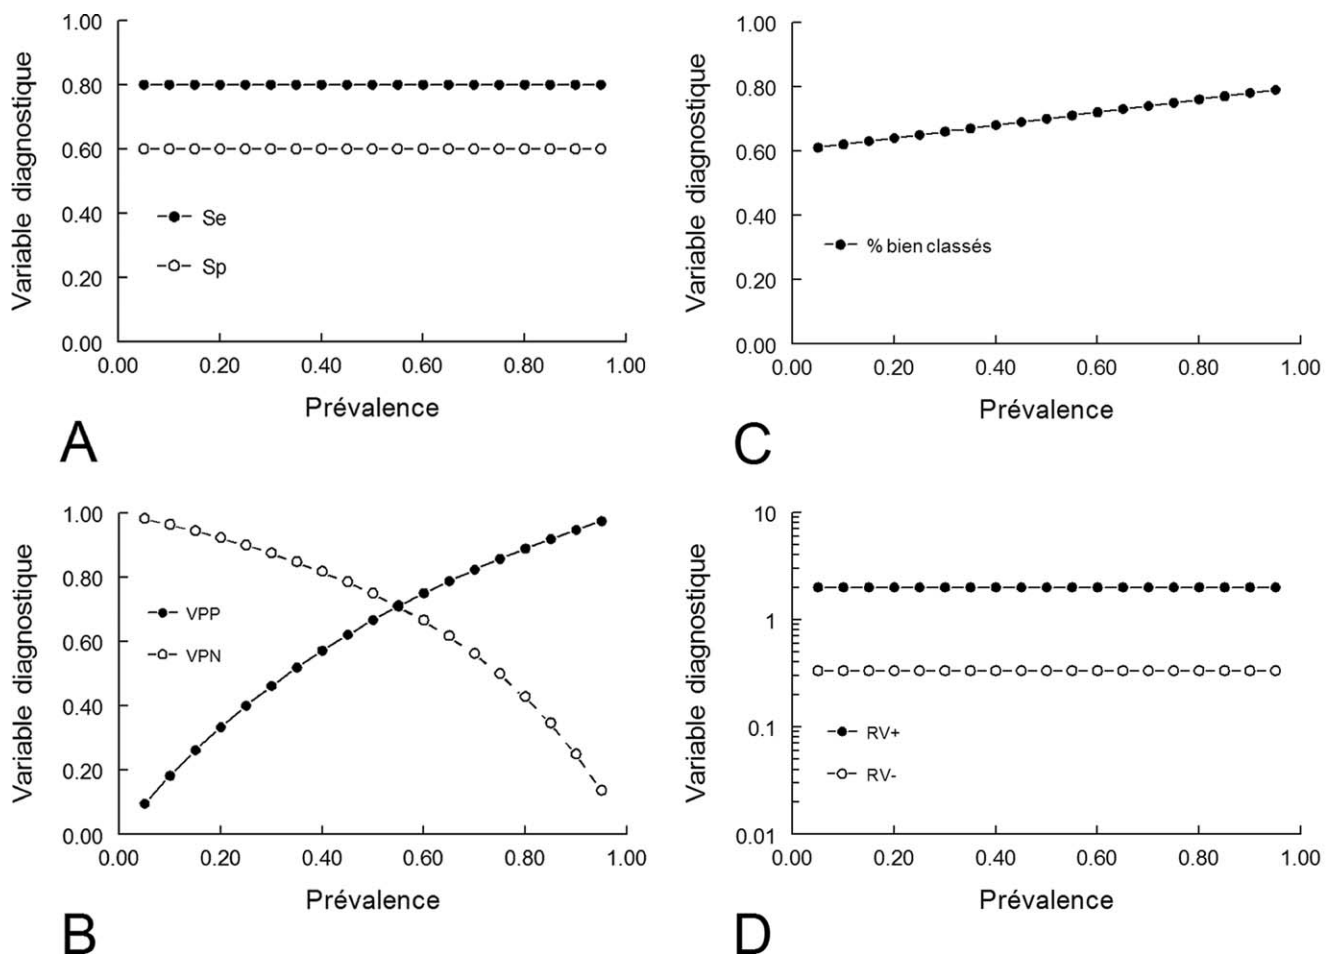 Variable diagnostique
1.00
0.80
0.60
0.40
0.20
0.00
Se
Sp
0.00 0.20 0.40 0.60 0.80 1.00
Prévalence
A
Variable diagnostique
1.00
0.80
0.60
0.40
0.20
0.00
% bien classés
0.00 0.20 0.40 0.60 0.80 1.00
Prévalence
C
Variable diagnostique
1.00
0.80
0.60
0.40
0.20
0.00
VPP
VPN
0.00 0.20 0.40 0.60 0.80 1.00
Prévalence
B
Variable diagnostique
10
1
0.1
0.01
RV+
RV-
0.00 0.20 0.40 0.60 0.80 1.00
Prévalence
D